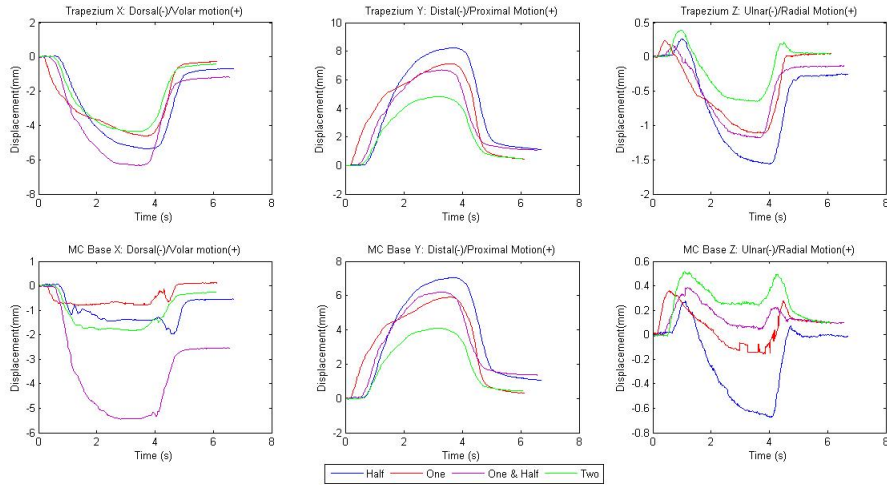 Trapezium X: Dorsal(-)/Volar motion(+)
Displacement(mm)
2
0
-2
-4
-6
-8
0 2 4 6 8
Time (s)
Trapezium Y: Distal(-)/Proximal Motion(+)
Displacement(mm)
10
8
6
4
2
0
-2
0 2 4 6 8
Time (s)
Trapezium Z: Ulnar(-)/Radial Motion(+)
Displacement(mm)
0.5
0
-0.5
-1
-1.5
-2
0 2 4 6 8
Time (s)
MC Base X: Dorsal(-)/Volar motion(+)
Displacement(mm)
1
0
-1
-2
-3
-4
-5
-6
0 2 4 6 8
Time (s)
MC Base Y: Distal(-)/Proximal Motion(+)
Displacement(mm)
8
6
4
2
0
-2
0 2 4 6 8
Time (s)
MC Base Z: Ulnar(-)/Radial Motion(+)
Displacement(mm)
0.6
0.4
0.2
0
-0.2
-0.4
-0.6
-0.8
0 2 4 6 8
Time (s)
Half One One & Half Two